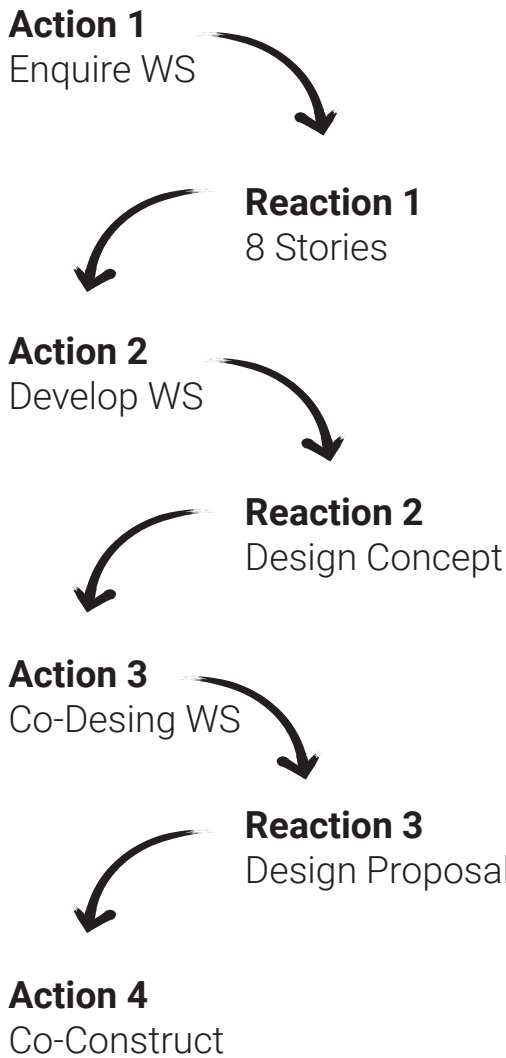 Action 1
Enquire WS
Reaction 1
8 Stories
Action 2
Develop WS
Reaction 2
Design Concept
Action 3
Co-Desing WS
Reaction 3
Design Proposal
Action 4
Co-Construct